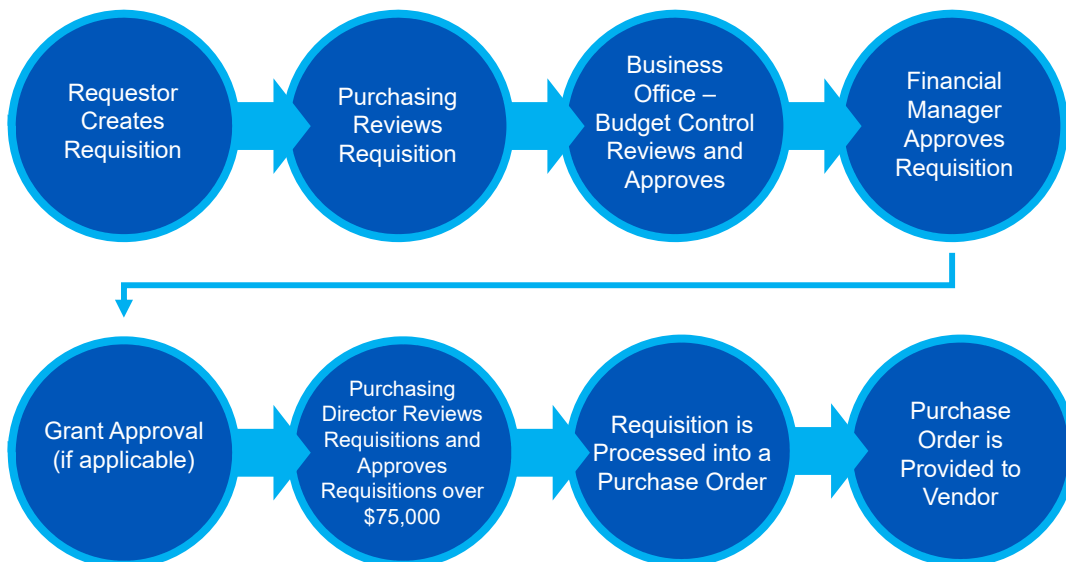 Requestor
Creates
Requisition
Purchasing
Reviews
Requisition
Business
Office –
Budget Control
Reviews and
Approves
Financial
Manager
Approves
Requisition
Grant Approval
(if applicable)
Purchasing
Director Reviews
Requisitions and
Approves
Requisitions over
$75,000
Requisition is
Processed into a
Purchase Order
Purchase
Order is
Provided to
Vendor